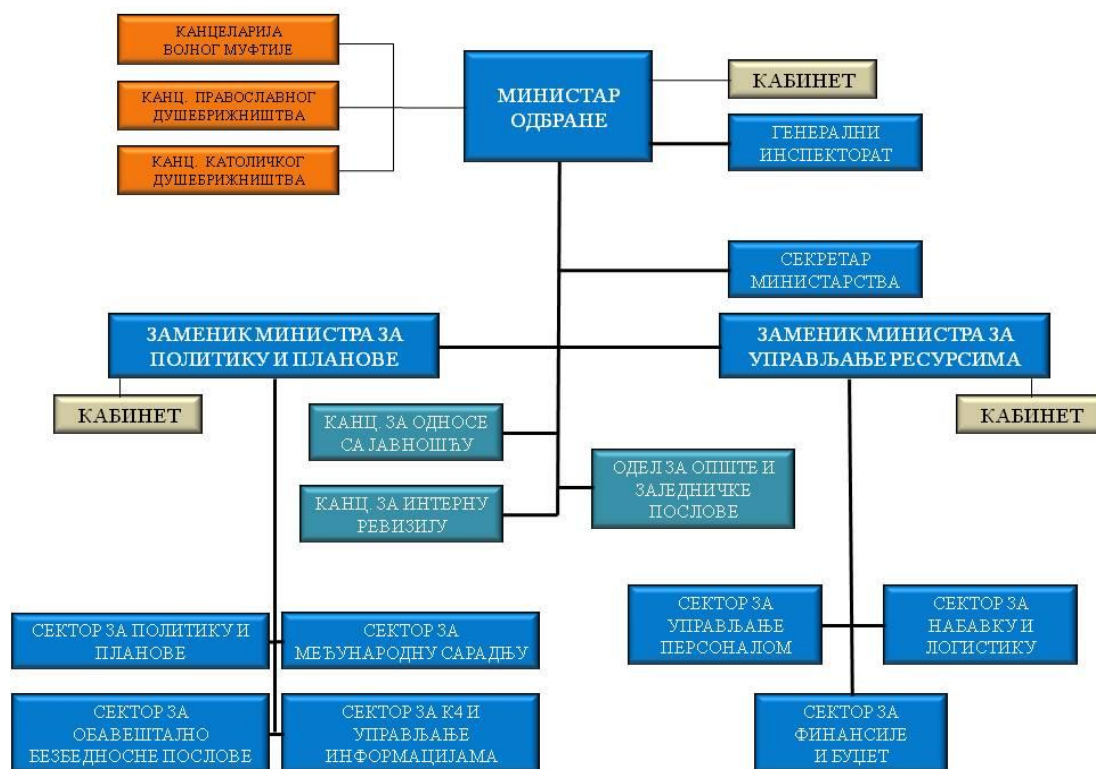 КАНЦЕЛАРИЈА
ВОЈНОГ МУФТИЈЕ
КАНЦ. ПРАВОСЛАВНОГ
ДУШЕБРИЖНИШТВА
КАНЦ. КАТОЛИЧКОГ
ДУШЕБРИЖНИШТВА
МИНИСТАР
ОДБРАНЕ
КАБИНЕТ
ГЕНЕРАЛНИ
ИНСПЕКТОРАТ
СЕКРЕТАР
МИНИСТАРСТВА
ЗАМЕНИК МИНИСТРА ЗА
ПОЛИТИКУ И ПЛАНОВЕ
ЗАМЕНИК МИНИСТРА ЗА
УПРАВЉАЊЕ РЕСУРСИМА
КАБИНЕТ
КАБИНЕТ
КАНЦ. ЗА ОДНОСЕ
СА ЈАВНОШЋУ
КАНЦ. ЗА ИНТЕРНУ
РЕВИЗИЈУ
ОДЕЛ ЗА ОПШТЕ И
ЗАЈЕДНИЧКЕ
ПОСЛОВЕ
СЕКТОР ЗА ПОЛИТИКУ И
ПЛАНОВЕ
СЕКТОР ЗА
МЕЂУНАРОДНУ САРАДЊУ
СЕКТОР ЗА
ОБАВЕШТАЈНО
БЕЗБЕДНОСНЕ ПОСЛОВЕ
СЕКТОР ЗА К4 И
УПРАВЉАЊЕ
ИНФОРМАЦИЈАМА
СЕКТОР ЗА
УПРАВЉАЊЕ
ПЕРСОНАЛОМ
СЕКТОР ЗА
НАБАВКУ И
ЛОГИСТИКУ
СЕКТОР ЗА
ФИНАНСИЈЕ
И БУЏЕТ